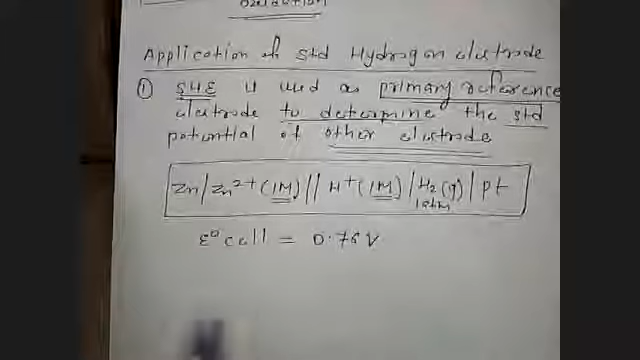 Application of Std Hydrogen electrode
① SHE is used as primary reference
electrode to determine the std
potential of other electrode
Zn/Zn²⁺(1M)//H⁺(1M)/H₂(g)/Pt
1atm
E⁰cell = 0.76V